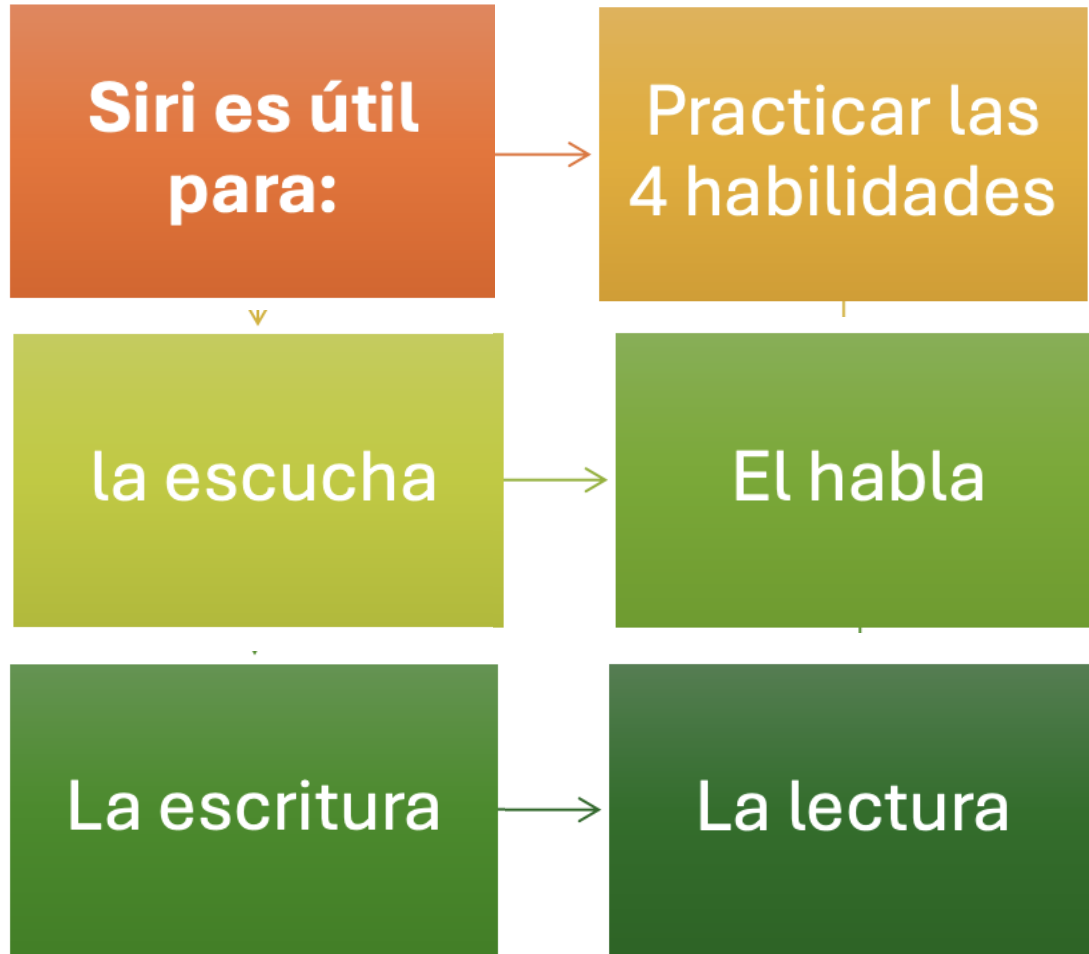 Siri es útil
para:
Practicar las
4 habilidades
la escucha
El habla
La escritura
La lectura